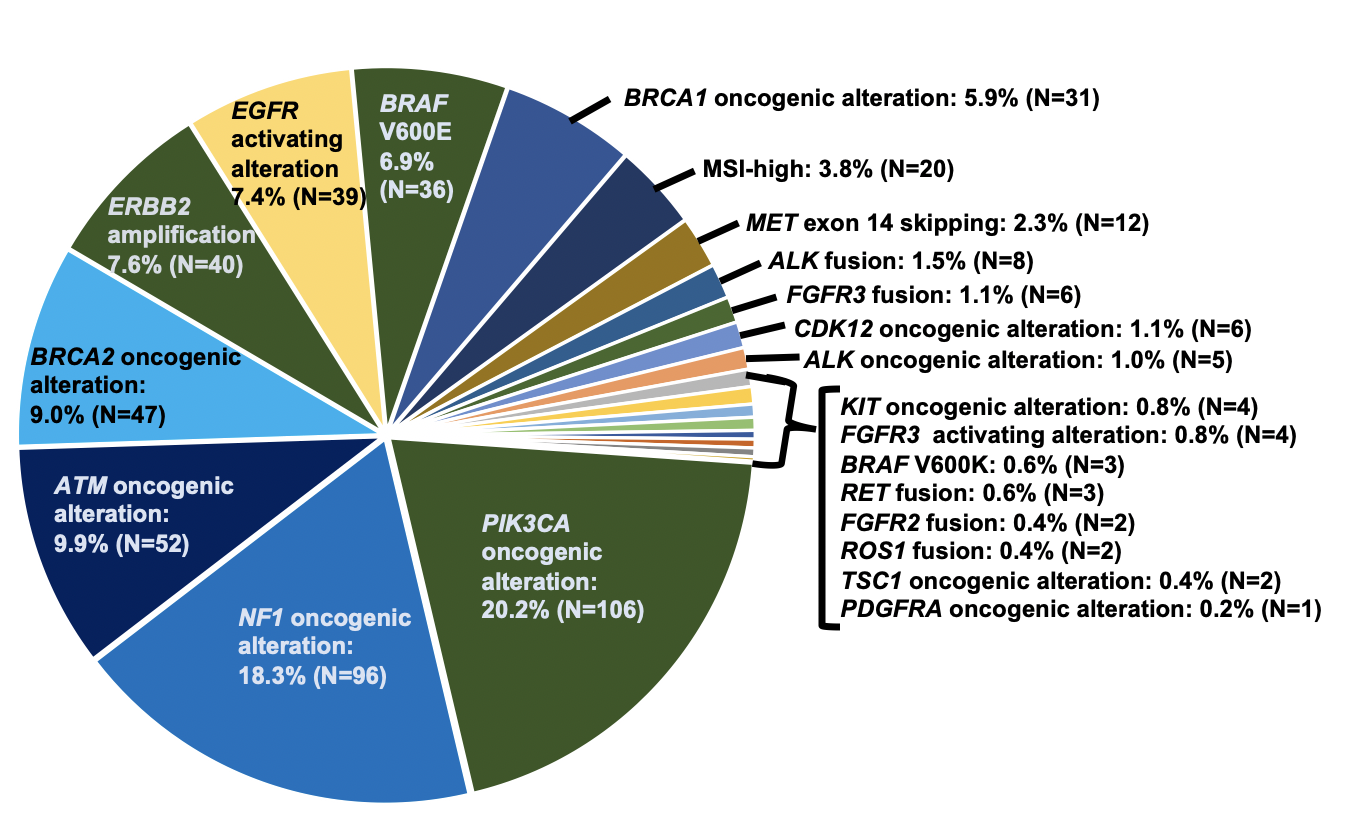 EGFR
activating
alteration
7.4% (N=39)
BRAF
V600E
6.9%
(N=36)
BRCA1 oncogenic alteration: 5.9% (N=31)
MSI-high: 3.8% (N=20)
MET exon 14 skipping: 2.3% (N=12)
ALK fusion: 1.5% (N=8)
FGFR3 fusion: 1.1% (N=6)
CDK12 oncogenic alteration: 1.1% (N=6)
ALK oncogenic alteration: 1.0% (N=5)
KIT oncogenic alteration: 0.8% (N=4)
FGFR3 activating alteration: 0.8% (N=4)
BRAF V600K: 0.6% (N=3)
RET fusion: 0.6% (N=3)
FGFR2 fusion: 0.4% (N=2)
ROS1 fusion: 0.4% (N=2)
TSC1 oncogenic alteration: 0.4% (N=2)
PDGFRA oncogenic alteration: 0.2% (N=1)
PIK3CA
oncogenic
alteration:
20.2% (N=106)
NF1 oncogenic
alteration:
18.3% (N=96)
ATM oncogenic
alteration:
9.9% (N=52)
BRCA2 oncogenic
alteration:
9.0% (N=47)
ERBB2
amplification
7.6% (N=40)